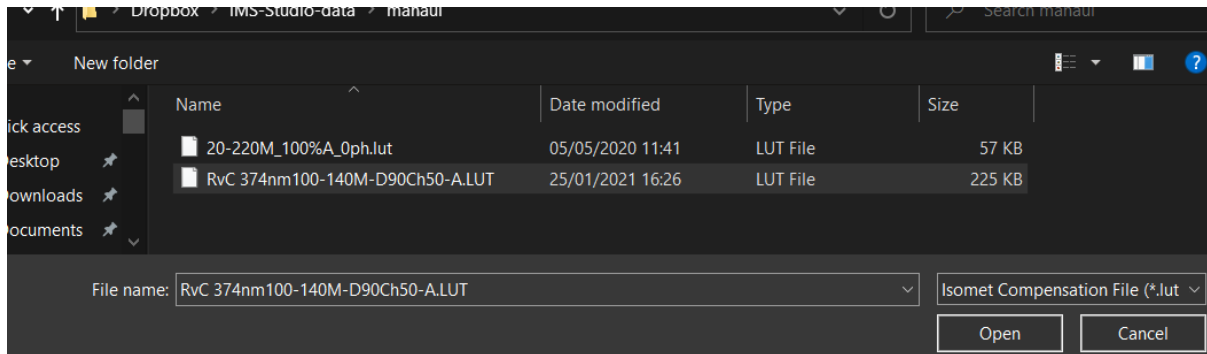 Dropbox > IMS-Studio-data > manaul Search manaul
e New folder ?
Name Date modified Type Size
ick access
20-220M_100%A_0ph.lut 05/05/2020 11:41 LUT File 57 KB
esktop
RvC 374nm100-140M-D90Ch50-A.LUT 25/01/2021 16:26 LUT File 225 KB
ownloads
ocuments
File name: RvC 374nm100-140M-D90Ch50-A.LUT Isomet Compensation File (*.lut
Open Cancel